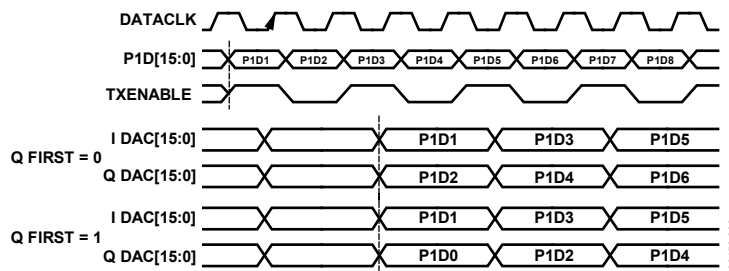 DATACLK
P1D[15:0] P1D1 P1D2 P1D3 P1D4 P1D5 P1D6 P1D7 P1D8
TXENABLE
Q FIRST = 0
I DAC[15:0] P1D1 P1D3 P1D5
Q DAC[15:0] P1D2 P1D4 P1D6
Q FIRST = 1
I DAC[15:0] P1D1 P1D3 P1D5
Q DAC[15:0] P1D0 P1D2 P1D4